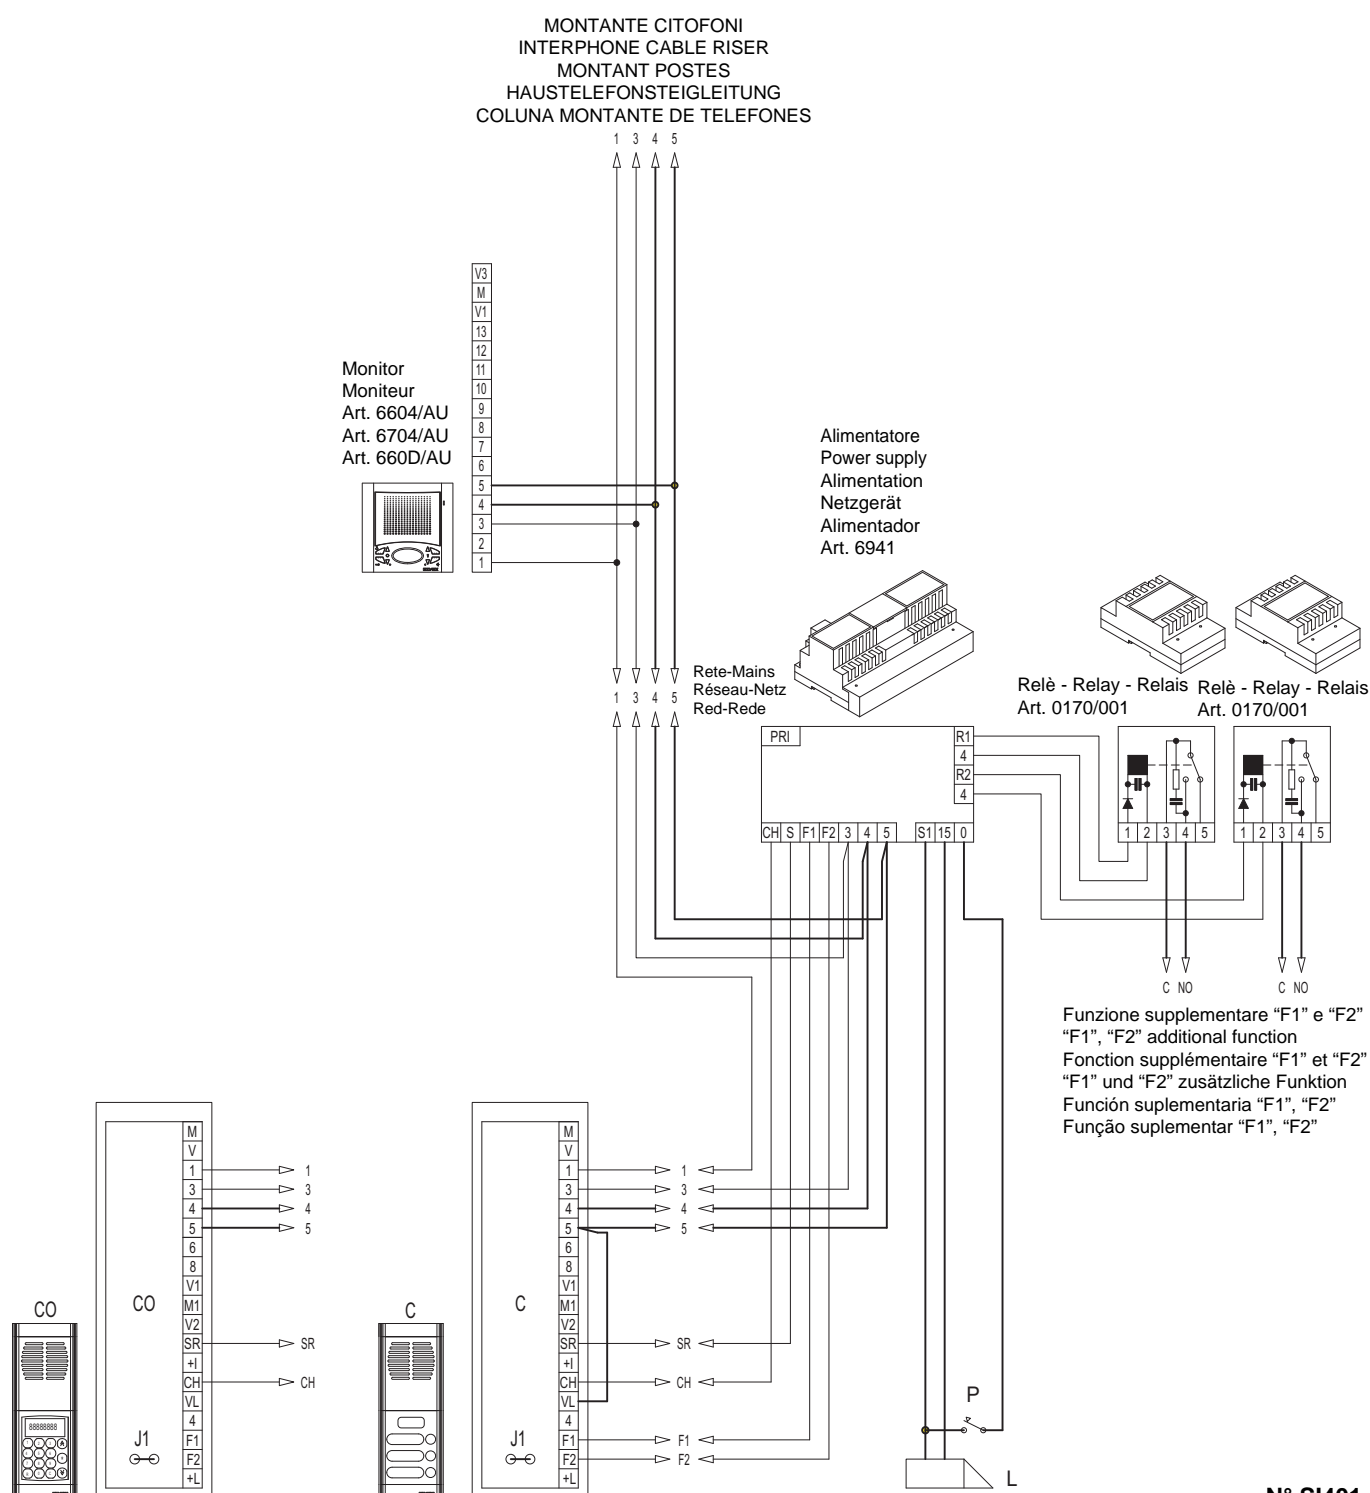 MONTANTE CITOFONI
INTERPHONE CABLE RISER
MONTANT POSTES
HAUSTELEFONSTEIGLEITUNG
COLUNA MONTANTE DE TELEFONES
1 3 4 5
V3
M
V1
13
12
11
10
9
8
7
6
5
4
3
2
1
Monitor
Moniteur
Art. 6604/AU
Art. 6704/AU
Art. 660D/AU
Alimentatore
Power supply
Alimentation
Netzgerät
Alimentador
Art. 6941
1 3 4 5
Rete-Mains
Réseau-Netz
Red-Rede
Relè - Relay - Relais
Art. 0170/001
Relè - Relay - Relais
Art. 0170/001
PRI
R1
4
R2
4
CH S F1 F2 3 4 5 S1 15 0
1 2 3 4 5
1 2 3 4 5
C NO
C NO
Funzione supplementare “F1” e “F2”
“F1”, “F2” additional function
Fonction supplémentaire “F1” et “F2”
“F1” und “F2” zusätzliche Funktion
Función suplementaria “F1”, “F2”
Função suplementar “F1”, “F2”
CO
88888888
CO
J1
M
V
1 1
3 3
4 4
5 5
6
8
V1
M1
V2
SR SR
+I
CH CH
VL
4
F1
F2
+L
C
C
J1
M
V
1 1
3 3
4 4
5 5
6
8
V1
M1
V2
SR SR
+I
CH CH
VL
4
F1 F1
F2 F2
+L
P
L
N° SI401